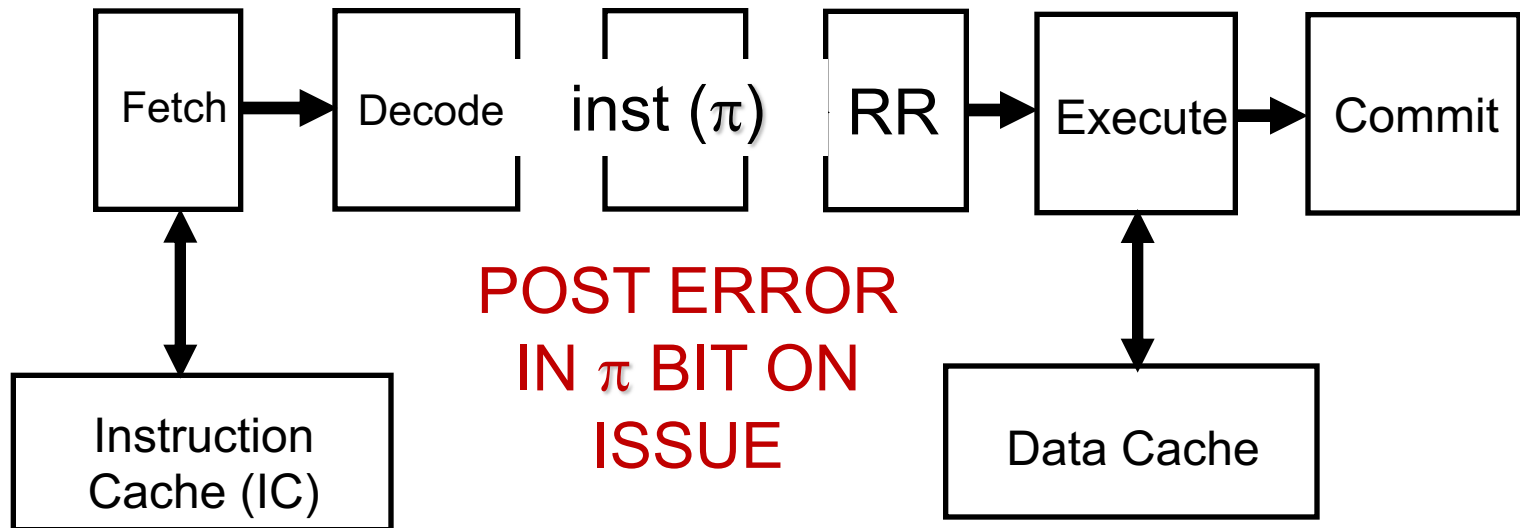 Fetch
Decode
inst (π)
RR
Execute
Commit
POST ERROR
IN π BIT ON
ISSUE
Instruction
Cache (IC)
Data Cache